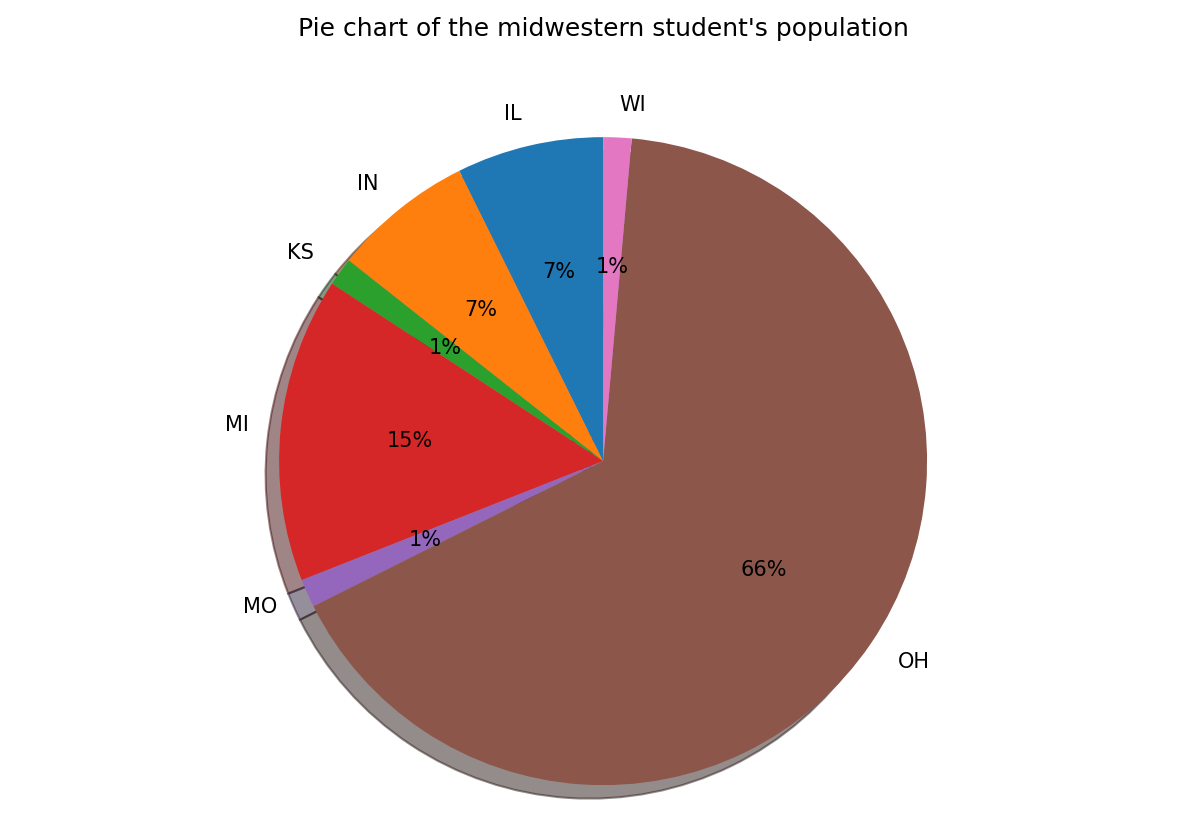 Pie chart of the midwestern student's population
WI
IL
IN
KS
7%
1%
7%
1%
MI
15%
1%
66%
MO
OH